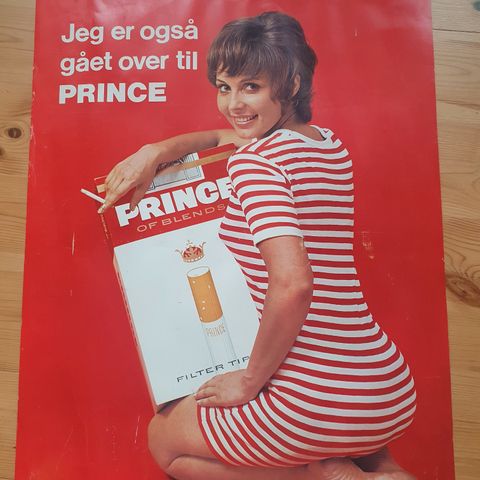 Jeg er også
gået over til
PRINCE
PRINCE
OF BLENDS
PRINCE
FILTER TIP